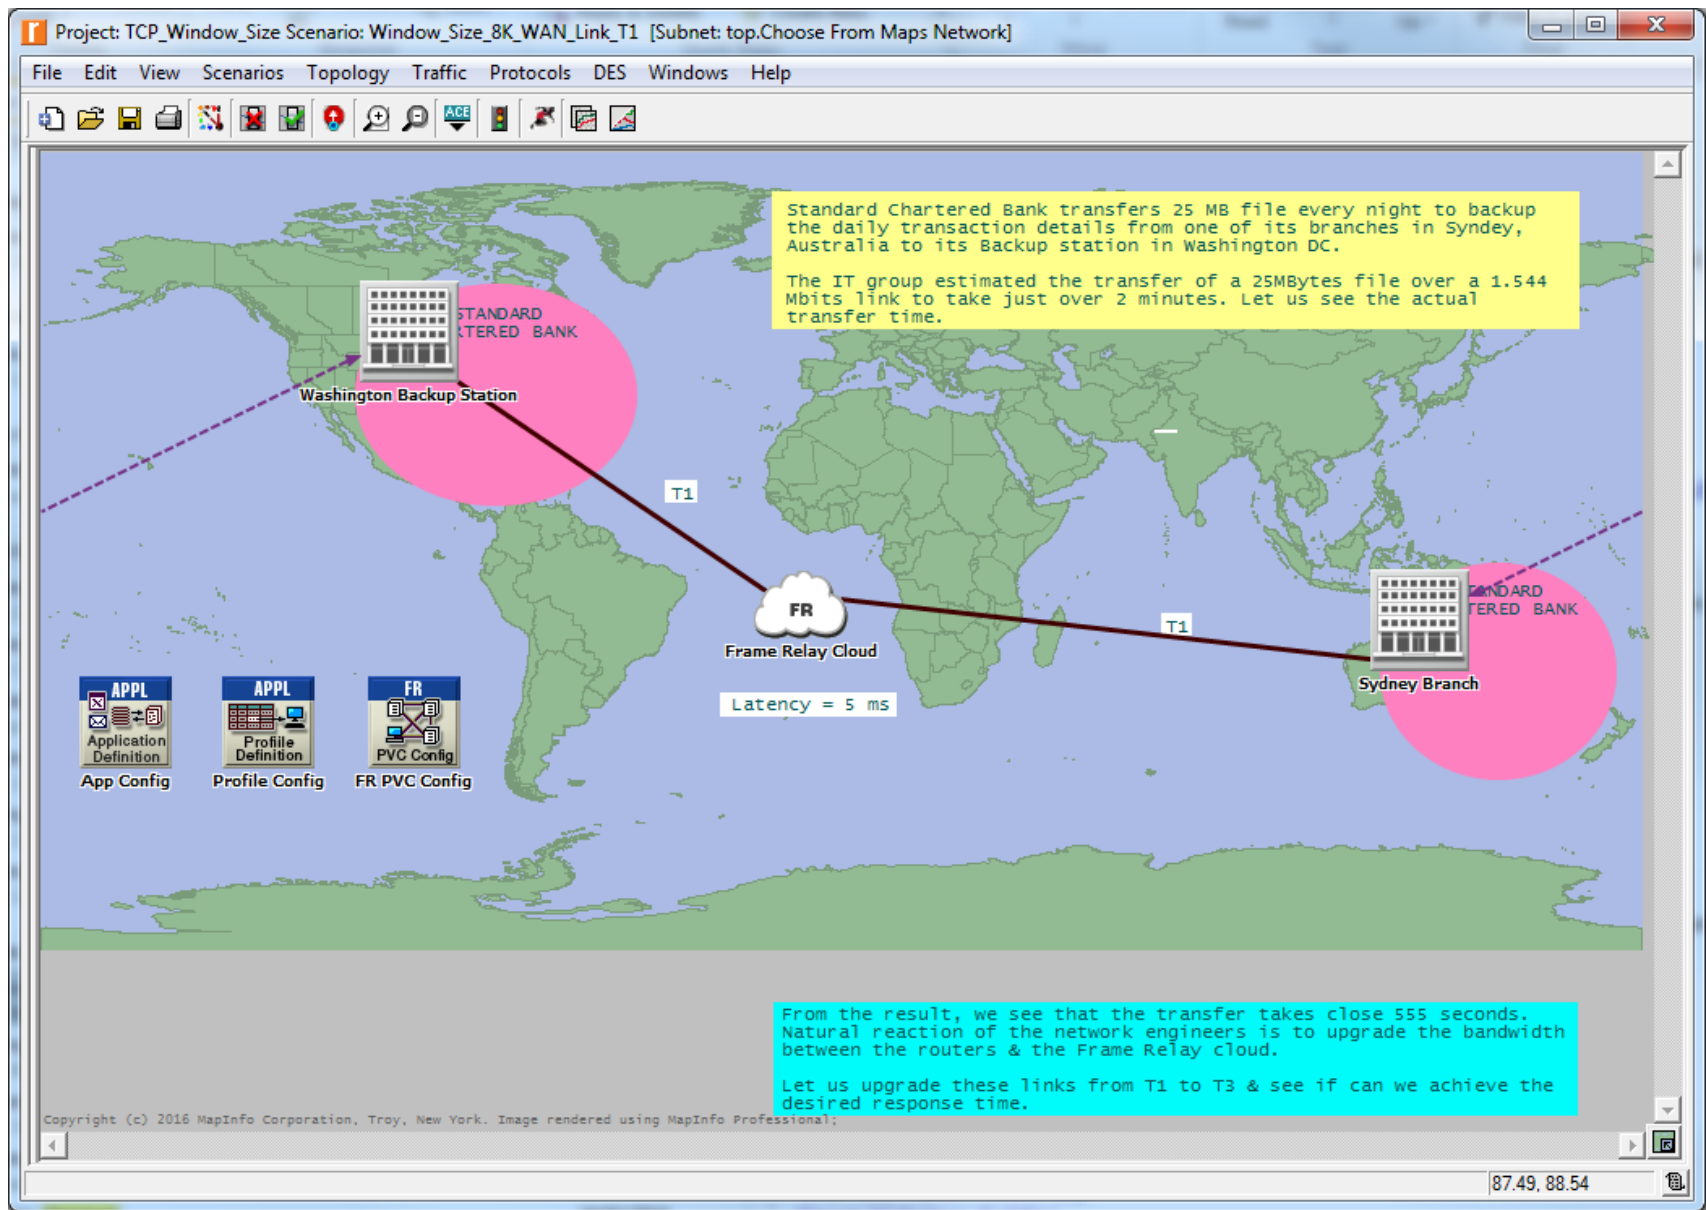 Project: TCP_Window_Size Scenario: Window_Size_8K_WAN_Link_T1 [Subnet: top.Choose From Maps Network]
File Edit View Scenarios Topology Traffic Protocols DES Windows Help
ACE
Standard Chartered Bank transfers 25 MB file every night to backup
the daily transaction details from one of its branches in Syndey,
Australia to its Backup station in Washington DC.
The IT group estimated the transfer of a 25MBytes file over a 1.544
Mbits link to take just over 2 minutes. Let us see the actual
transfer time.
STANDARD
RTERED BANK
Washington Backup Station
T1
FR
Frame Relay Cloud
Latency = 5 ms
T1
ANDARD
TERED BANK
Sydney Branch
APPL
Application
Definition
App Config
APPL
Profile
Definition
Profile Config
FR
PVC Config
FR PVC Config
From the result, we see that the transfer takes close 555 seconds.
Natural reaction of the network engineers is to upgrade the bandwidth
between the routers & the Frame Relay cloud.
Let us upgrade these links from T1 to T3 & see if can we achieve the
desired response time.
Copyright (c) 2016 MapInfo Corporation, Troy, New York. Image rendered using MapInfo Professional;
87.49, 88.54